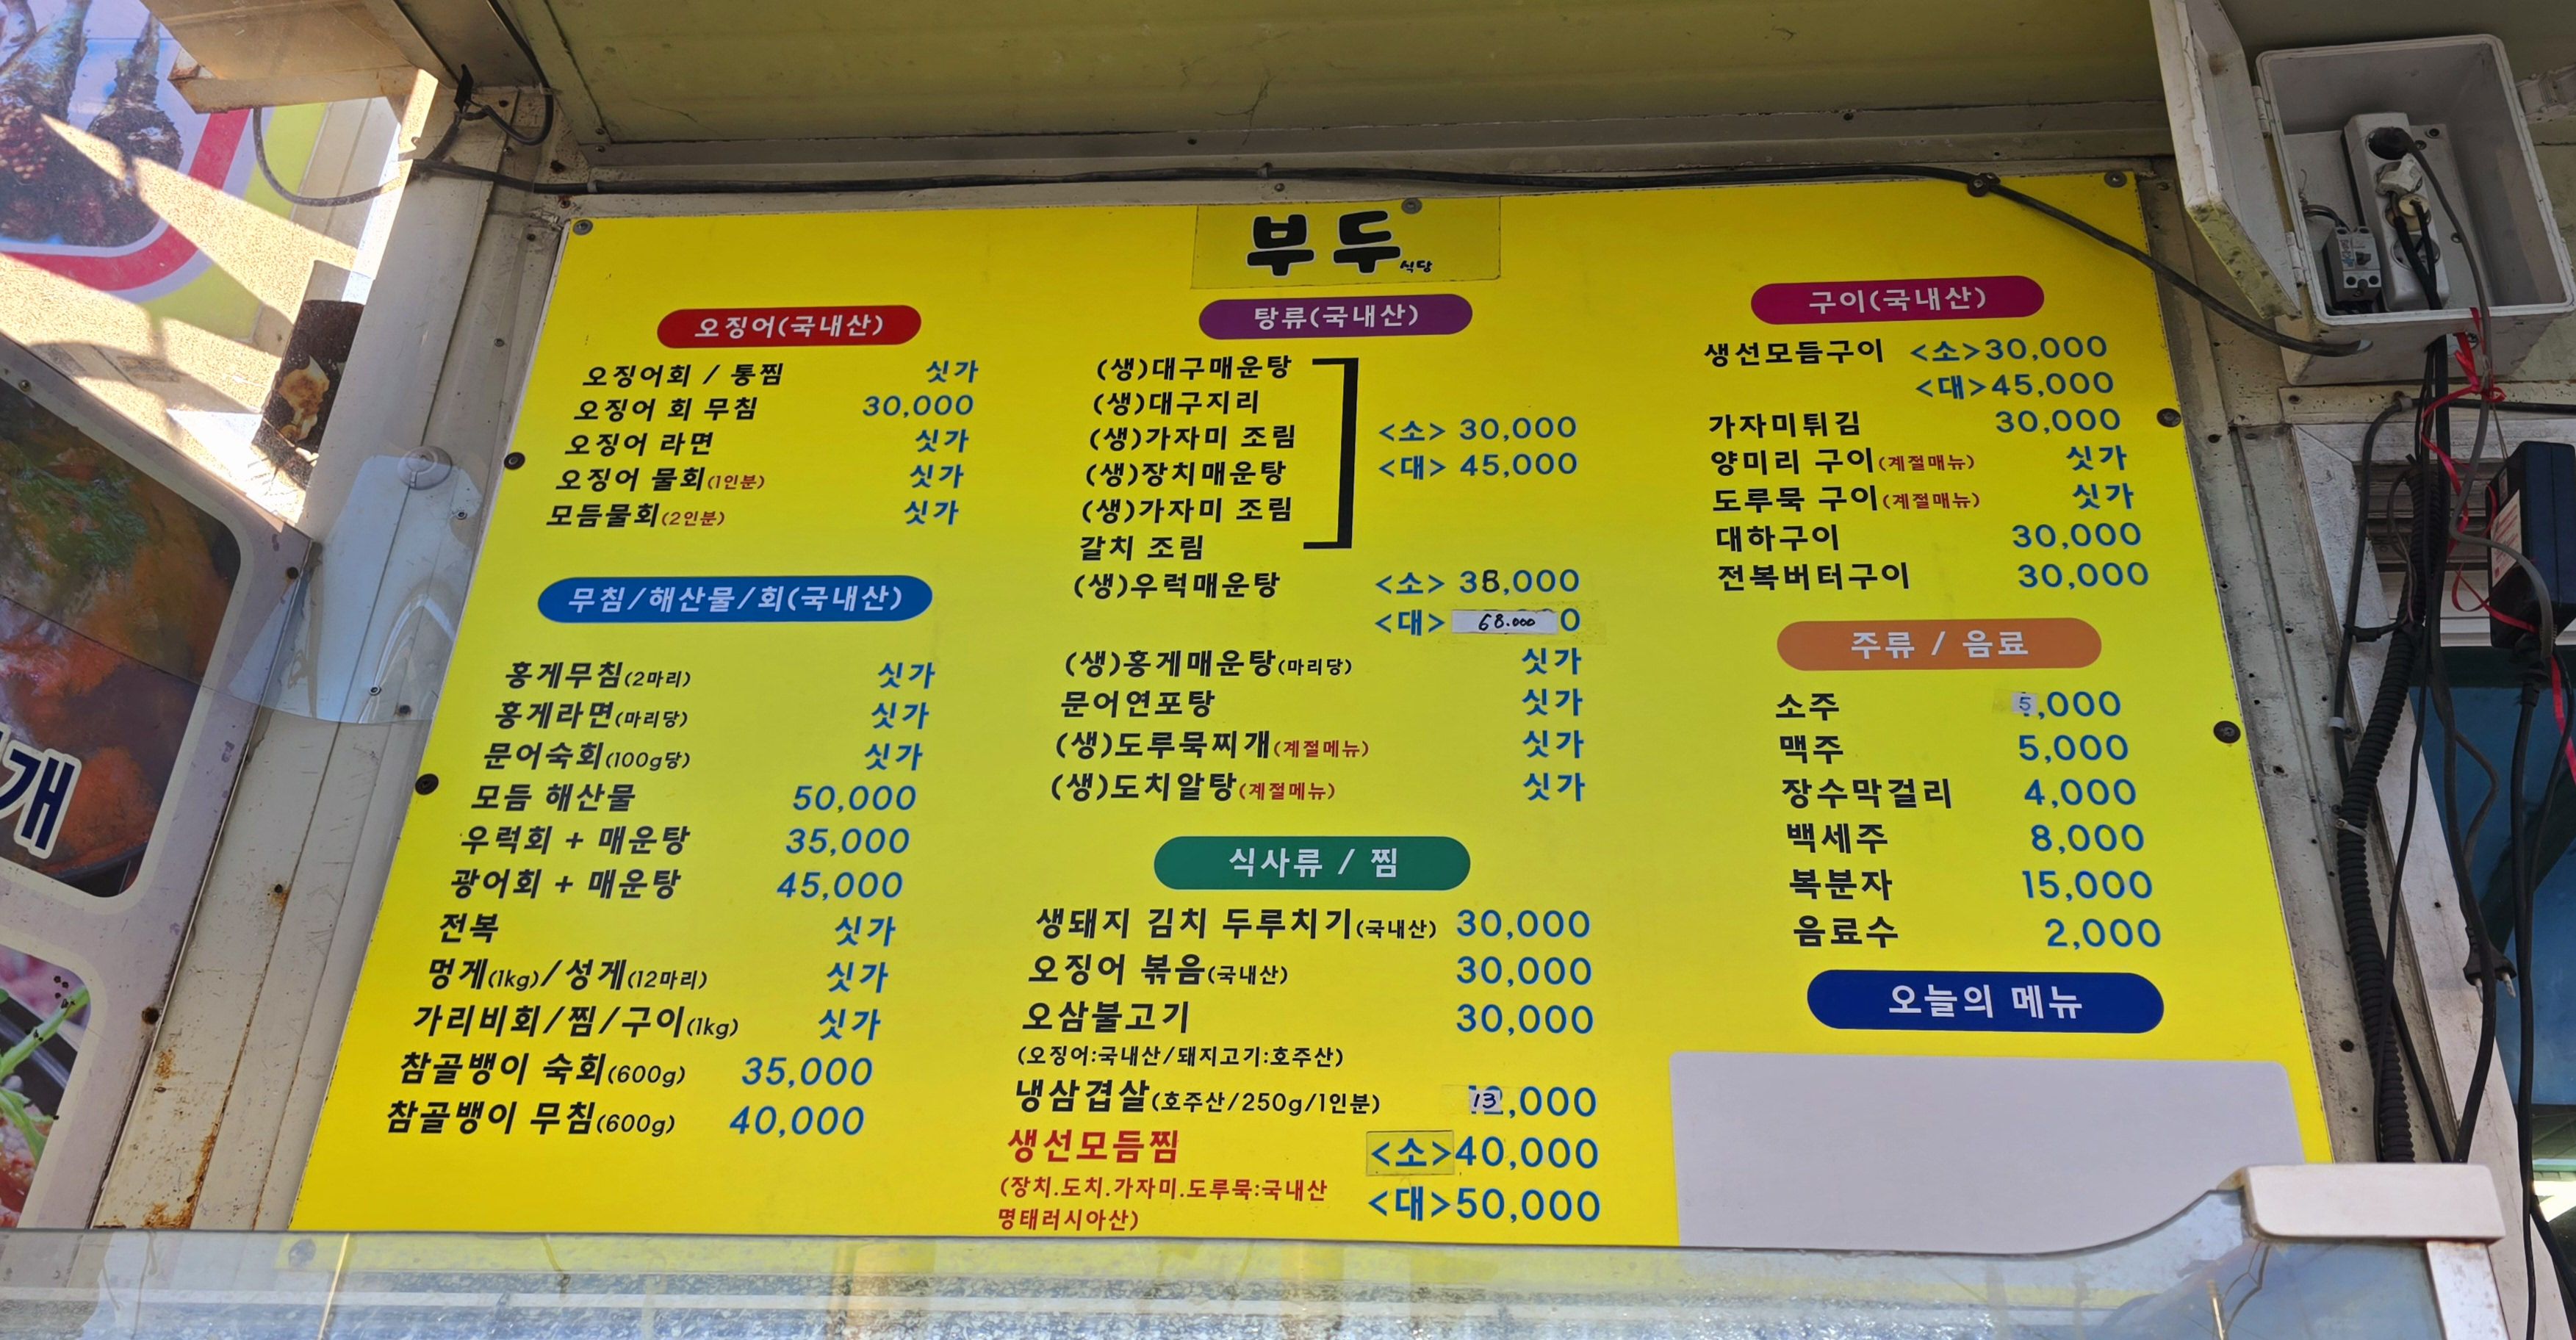 부두식당
오징어(국내산)
오징어회 / 통찜 싯가
오징어 회 무침 30,000
오징어 라면 싯가
오징어 물회(1인분) 싯가
모듬물회(2인분) 싯가
무침/해산물/회(국내산)
홍게무침(2마리) 싯가
홍게라면(마리당) 싯가
문어숙회(100g당) 싯가
모듬 해산물 50,000
우럭회 + 매운탕 35,000
광어회 + 매운탕 45,000
전복 싯가
멍게(1kg)/성게(12마리) 싯가
가리비회/찜/구이(1kg) 싯가
참골뱅이 숙회(600g) 35,000
참골뱅이 무침(600g) 40,000
탕류(국내산)
(생)대구매운탕
(생)대구지리
(생)가자미 조림 <소> 30,000
(생)장치매운탕 <대> 45,000
(생)가자미 조림
갈치 조림
(생)우럭매운탕 <소>
<대> 68.000
(생)홍게매운탕(마리당) 싯가
문어연포탕 싯가
(생)도루묵찌개(계절메뉴) 싯가
(생)도치알탕(계절메뉴) 싯가
식사류 / 찜
생돼지 김치 두루치기(국내산) 30,000
오징어 볶음(국내산) 30,000
오삼불고기 30,000
(오징어:국내산/돼지고기:호주산)
냉삼겹살(호주산/250g/1인분) 13,000
생선모듬찜 <소>40,000
(장치.도치.가자미.도루묵:국내산 <대>50,000
명태러시아산)
구이(국내산)
생선모듬구이 <소>30,000
<대>45,000
가자미튀김 30,000
양미리 구이(계절매뉴) 싯가
도루묵 구이(계절매뉴) 싯가
대하구이 30,000
전복버터구이 30,000
주류 / 음료
소주 5,000
맥주 5,000
장수막걸리 4,000
백세주 8,000
복분자 15,000
음료수 2,000
오늘의 메뉴
개